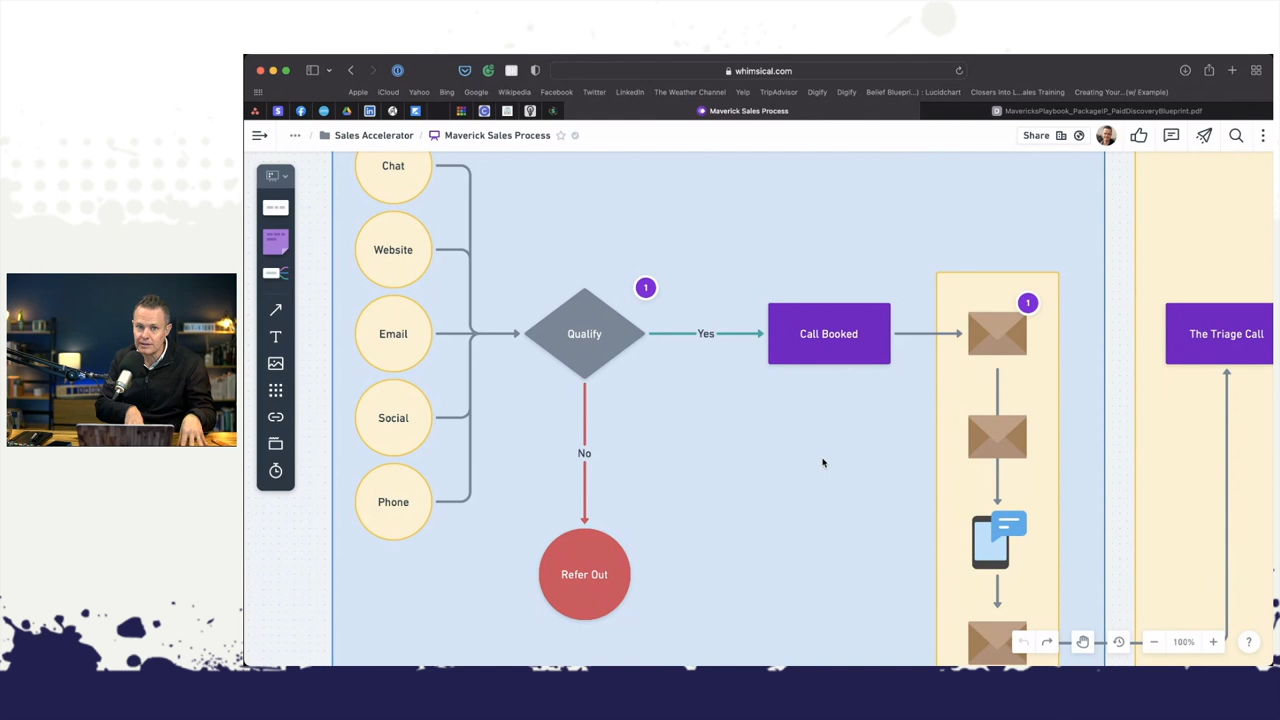 whimsical.com
Apple iCloud Yahoo Bing Google Wikipedia Facebook Twitter LinkedIn The Weather Channel Yelp TripAdvisor Digify Digify Belief Bluepri...) : Lucidchart Closers Into L...ales Training Creating Your...(w/ Example)
Maverick Sales Process
MavericksPlaybook_PackageIP_PaidDiscoveryBlueprint.pdf
Sales Accelerator
Maverick Sales Process
Share
Chat
Website
Email
Social
Phone
1
Qualify
Yes
No
Refer Out
Call Booked
1
The Triage Call
100%
?